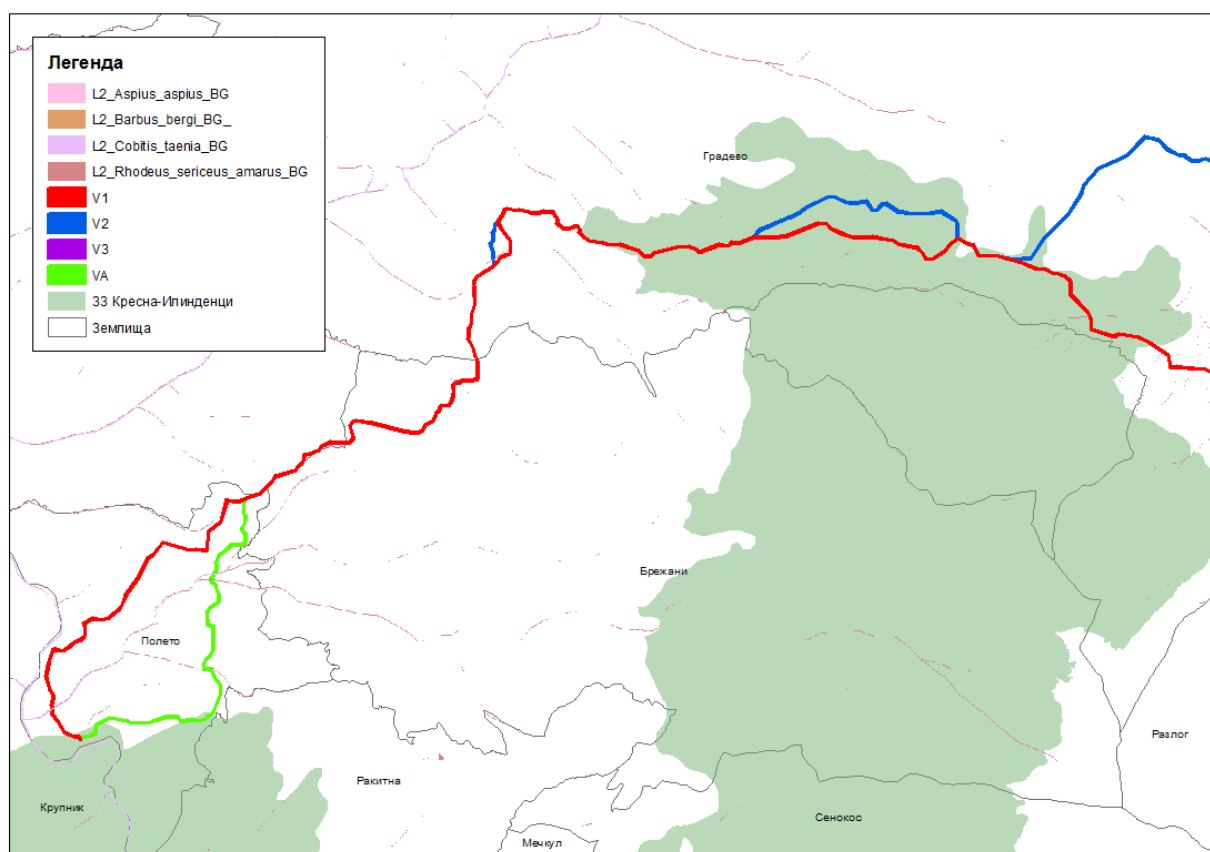 Легенда
L2_Aspius_aspius_BG
L2_Barbus_bergi_BG_
L2_Cobitis_taenia_BG
L2_Rhodeus_sericeus_amarus_BG
V1
V2
V3
VA
ЗЗ Кресна-Илинденци
Землища
Градево
Брежани
Полето
Разлог
Ракитна
Крупник
Сенокос
Мечкул